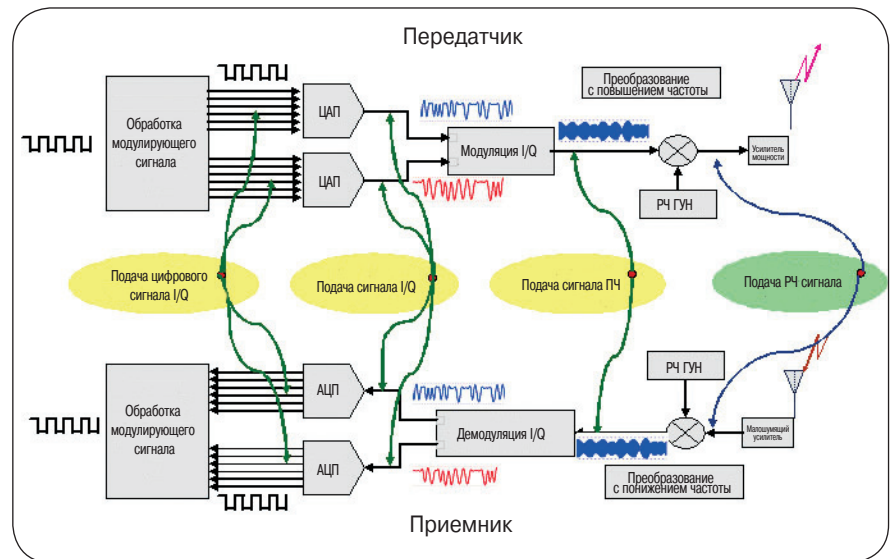 Передатчик
Обработка
модулирующего
сигнала
ЦАП
ЦАП
Модуляция I/Q
Преобразование
с повышением частоты
РЧ ГУН
Усилитель
мощности
Подача цифрового
сигнала I/Q
Подача сигнала I/Q
Подача сигнала ПЧ
Подача РЧ сигнала
Обработка
модулирующего
сигнала
АЦП
АЦП
Демодуляция I/Q
РЧ ГУН
Малошумящий
усилитель
Преобразование
с понижением частоты
Приемник